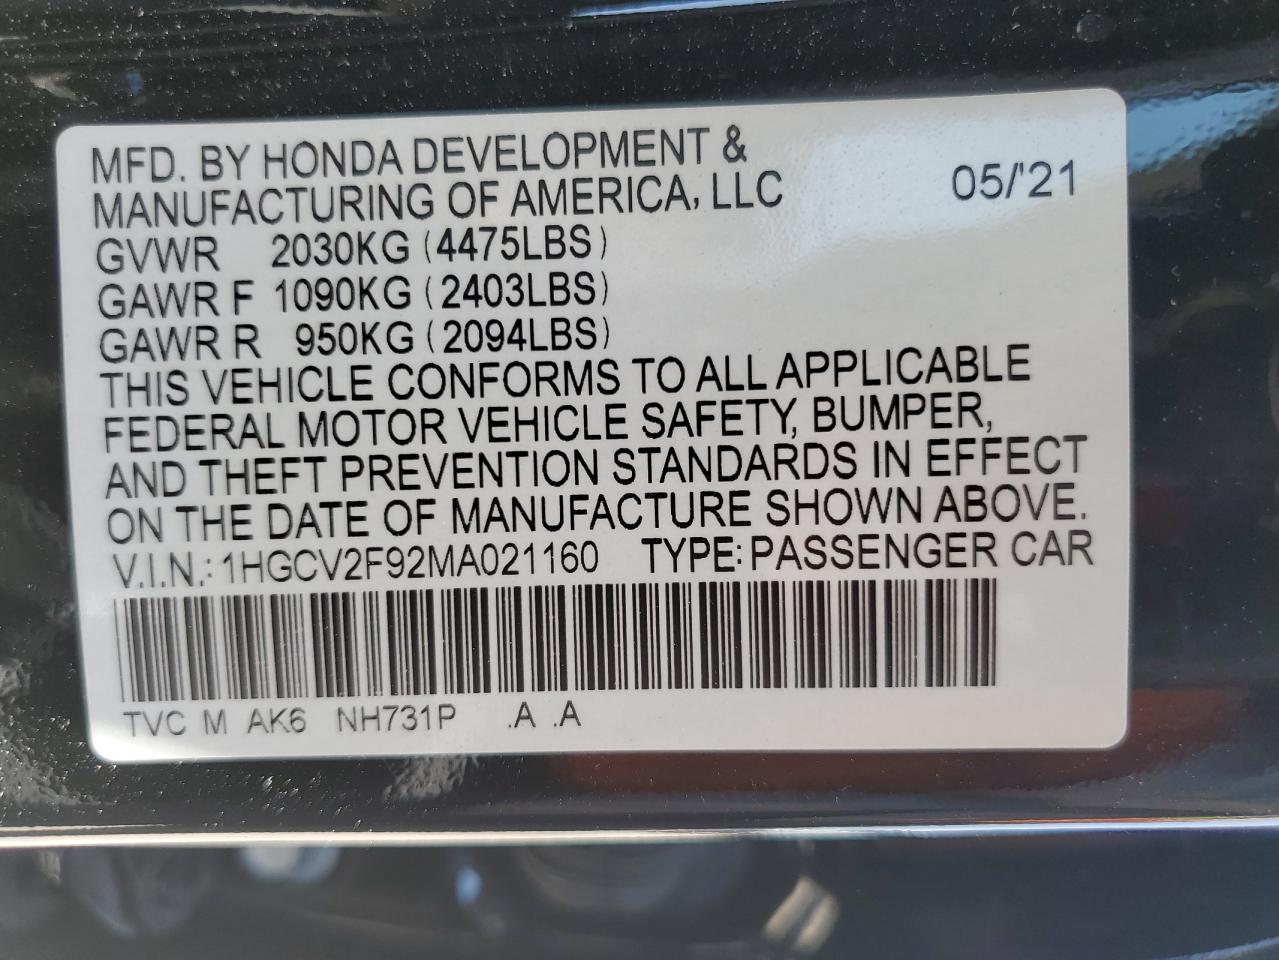 MFD. BY HONDA DEVELOPMENT &
MANUFACTURING OF AMERICA, LLC 05/'21
GVWR 2030KG (4475LBS)
GAWR F 1090KG (2403LBS)
GAWR R 950KG (2094LBS)
THIS VEHICLE CONFORMS TO ALL APPLICABLE
FEDERAL MOTOR VEHICLE SAFETY, BUMPER,
AND THEFT PREVENTION STANDARDS IN EFFECT
ON THE DATE OF MANUFACTURE SHOWN ABOVE.
V.I.N.: 1HGCV2F92MA021160 TYPE: PASSENGER CAR
TVC M AK6 NH731P .A .A